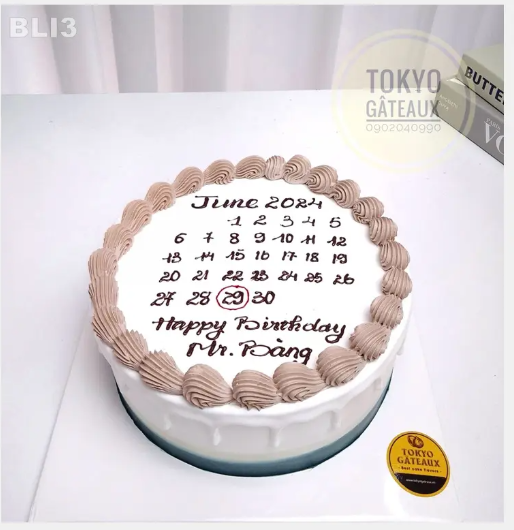 BLI3
TOKYO
GÂTEAUX
0902040990
BUTTE
June 2024
1 2 3 4 5
6 7 8 9 10 11 12
13 14 15 16 17 18 19
20 21 22 23 24 25 26
27 28 29 30
Happy Birthday
Mr. Bàng
TOKYO
GÂTEAUX